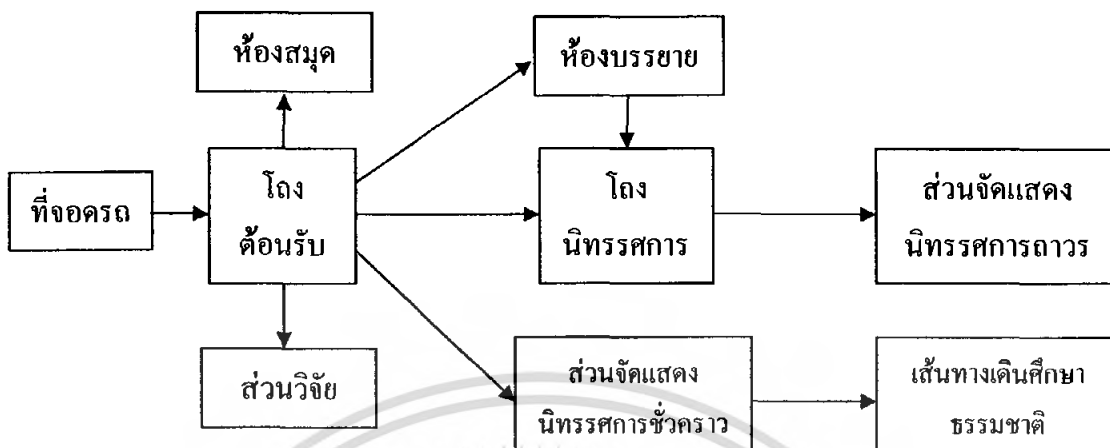 ห้องสมุด
ห้องบรรยาย
ที่จอดรถ
โถง
ต้อนรับ
โถง
นิทรรศการ
ส่วนจัดแสดง
นิทรรศการถาวร
ส่วนวิจัย
ส่วนจัดแสดง
นิทรรศการชั่วคราว
เส้นทางเดินศึกษา
ธรรมชาติ